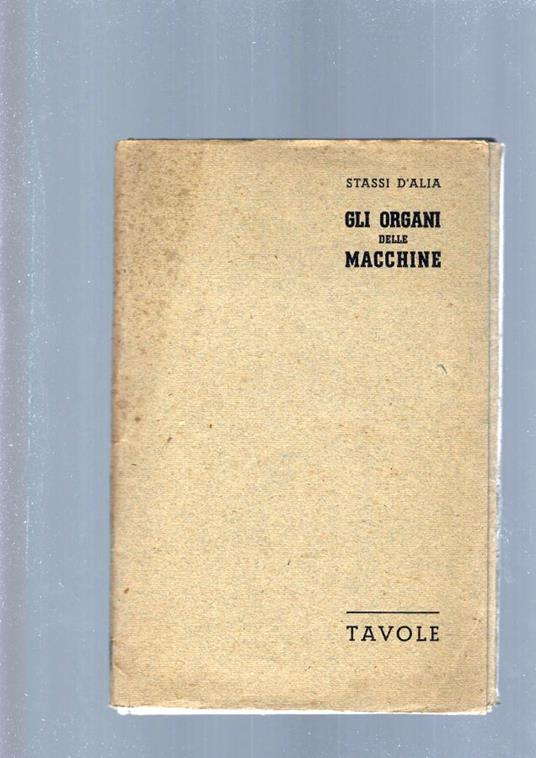 STASSI D'ALIA
GLI ORGANI
DELLE
MACCHINE
TAVOLE